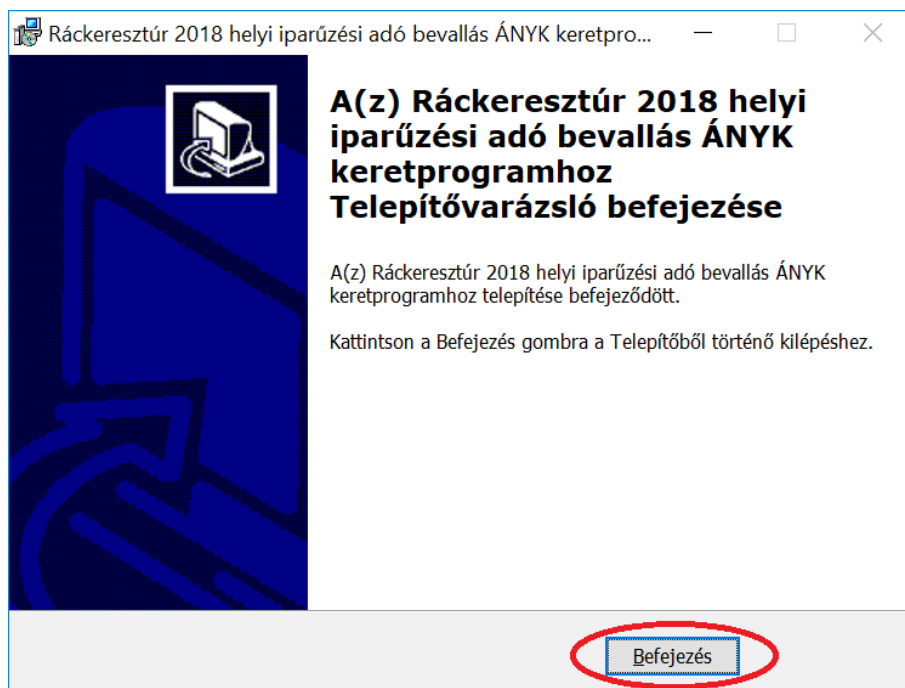 Ráckeresztúr 2018 helyi iparűzési adó bevallás ÁNYK keretpro...
A(z) Ráckeresztúr 2018 helyi
iparűzési adó bevallás ÁNYK
keretprogramhoz
Telepítővarázsló befejezése
A(z) Ráckeresztúr 2018 helyi iparűzési adó bevallás ÁNYK
keretprogramhoz telepítése befejeződött.
Kattintson a Befejezés gombra a Telepítőből történő kilépéshez.
Befejezés